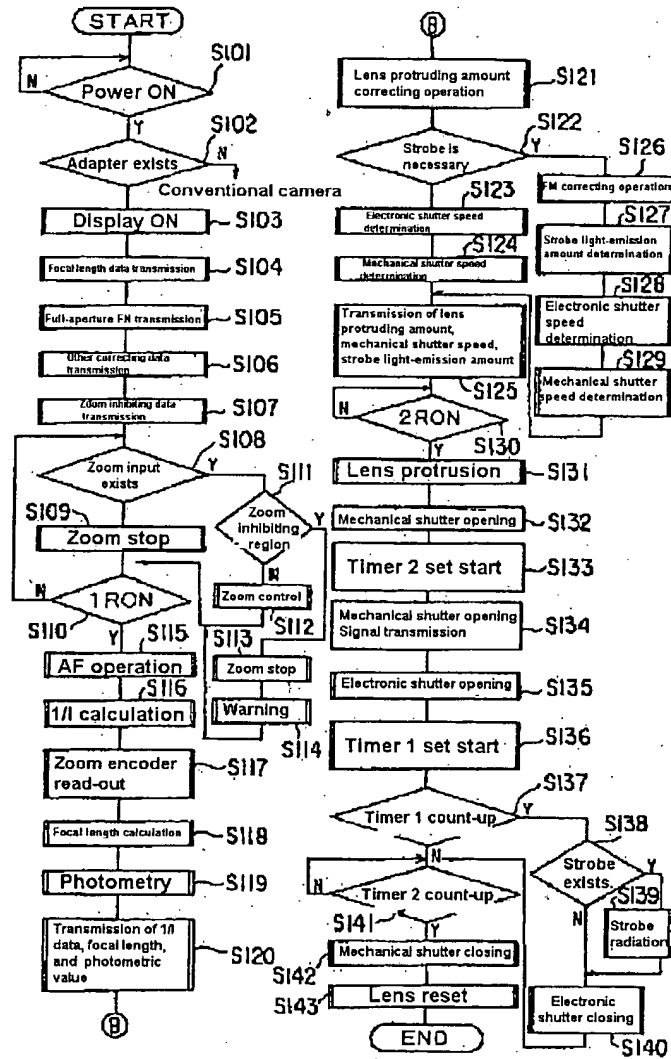 START
S101
N
Power ON
Y
S102
Adapter exists
N
Conventional camera
Display ON
S103
Focal length data transmission
S104
Full-aperture FN transmission
S105
Other correcting data
transmission
S106
Zoom inhibiting data
transmission
S107
S108
Zoom input
exists
Y
S109
Zoom stop
S111
Zoom
inhibiting
region
Y
N
Zoom control
S112
N
1 RON
S110
Y
S113
Zoom stop
Warning
S114
S115
AF operation
S116
1/l calculation
Zoom encoder
read-out
S117
Focal length calculation
S118
Photometry
S119
Transmission of 1/l
data, focal length,
and photometric
value
S120
B
B
Lens protruding amount
correcting operation
S121
S122
Strobe is
necessary
Y
S123
Electronic shutter speed
determination
S124
Mechanical shutter speed
determination
S126
FM correcting operation
S127
Strobe light-emission
amount determination
S128
Electronic shutter
speed
determination
S129
Mechanical shutter
speed determination
Transmission of lens
protruding amount,
mechanical shutter speed,
strobe light-emission amount
S125
N
2 RON
S130
Y
Lens protrusion
S131
Mechanical shutter opening
S132
Timer 2 set start
S133
Mechanical shutter opening
Signal transmission
S134
Electronic shutter opening
S135
Timer 1 set start
S136
S137
Timer 1 count-up
Y
N
S138
Strobe
exists.
Y
N
S139
Strobe
radiation
Electronic
shutter closing
S140
N
Timer 2 count-up
S141
Y
Mechanical shutter closing
S142
Lens reset
S143
END